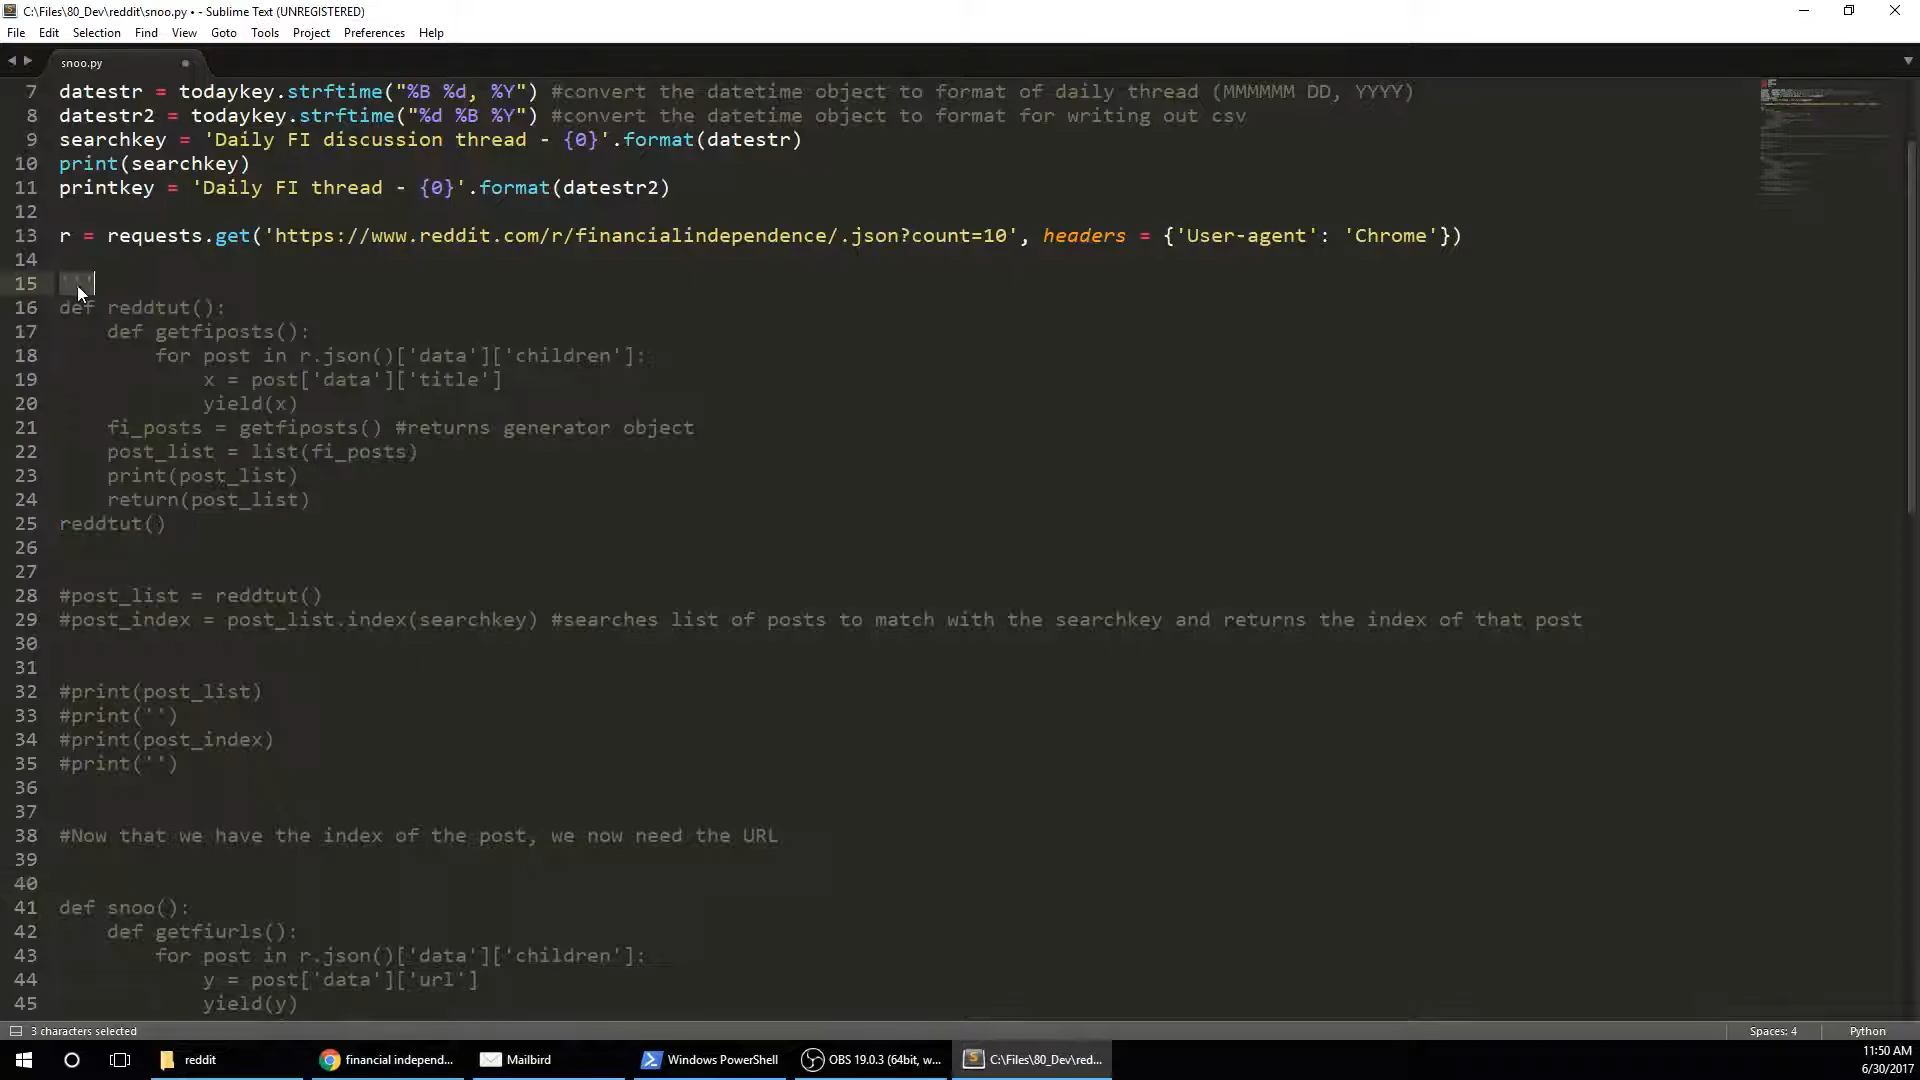 C:\Files\80_Dev\reddit\snoo.py • - Sublime Text (UNREGISTERED)
File Edit Selection Find View Goto Tools Project Preferences Help
snoo.py
7 datestr = todaykey.strftime("%B %d, %Y") #convert the datetime object to format of daily thread (MMMMMM DD, YYYY)
8 datestr2 = todaykey.strftime("%d %B %Y") #convert the datetime object to format for writing out csv
9 searchkey = 'Daily FI discussion thread - {0}'.format(datestr)
10 print(searchkey)
11 printkey = 'Daily FI thread - {0}'.format(datestr2)
12
13 r = requests.get('https://www.reddit.com/r/financialindependence/.json?count=10', headers = {'User-agent': 'Chrome'})
14
15 '''
16 def reddtut():
17     def getfiposts():
18         for post in r.json()['data']['children']:
19             x = post['data']['title']
20             yield(x)
21     fi_posts = getfiposts() #returns generator object
22     post_list = list(fi_posts)
23     print(post_list)
24     return(post_list)
25 reddtut()
26
27
28 #post_list = reddtut()
29 #post_index = post_list.index(searchkey) #searches list of posts to match with the searchkey and returns the index of that post
30
31
32 #print(post_list)
33 #print('')
34 #print(post_index)
35 #print('')
36
37
38 #Now that we have the index of the post, we now need the URL
39
40
41 def snoo():
42     def getfiurls():
43         for post in r.json()['data']['children']:
44             y = post['data']['url']
45             yield(y)
3 characters selected Spaces: 4 Python
reddit financial independ... Mailbird Windows PowerShell OBS 19.0.3 (64bit, w... C:\Files\80_Dev\red... 11:50 AM
6/30/2017